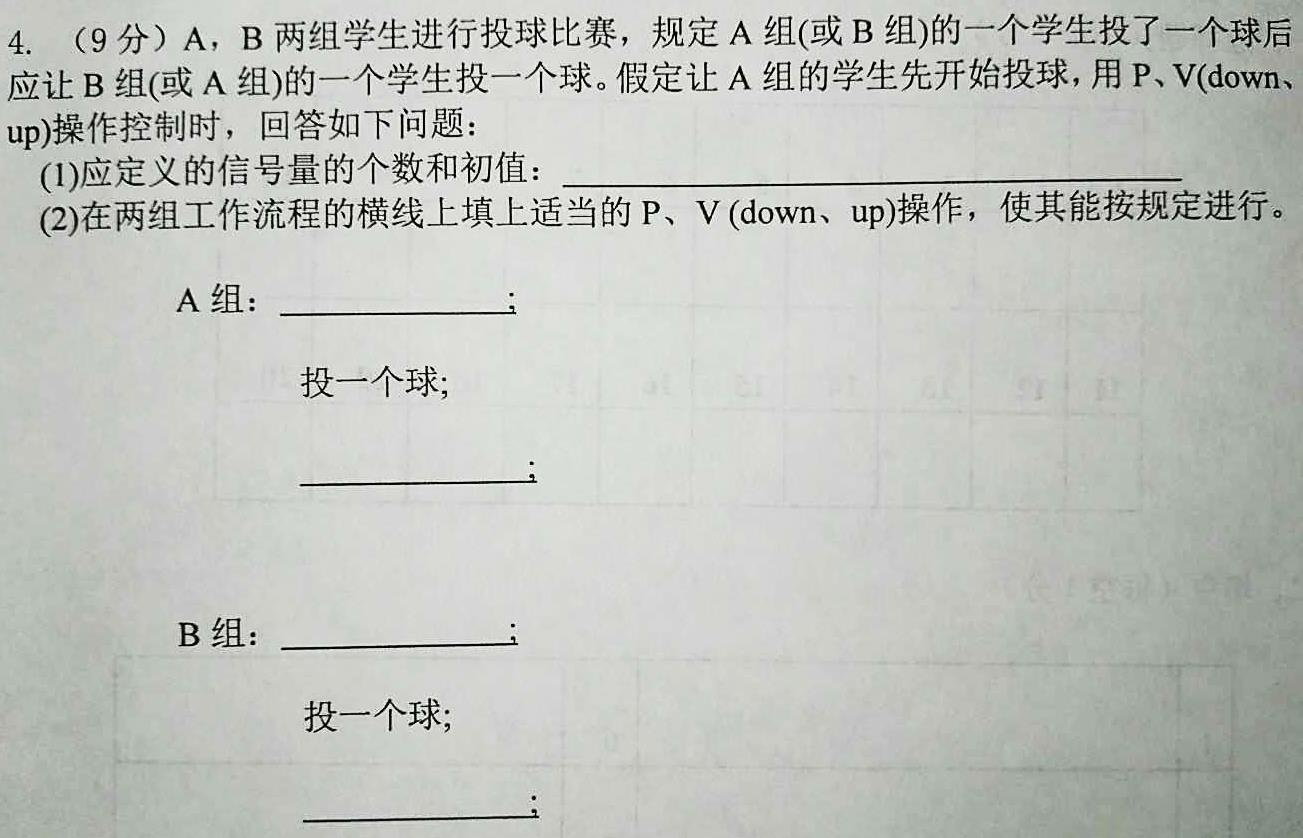 4. （9 分）A，B 两组学生进行投球比赛，规定 A 组(或 B 组)的一个学生投了一个球后
应让 B 组(或 A 组)的一个学生投一个球。假定让 A 组的学生先开始投球，用 P、V(down、
up)操作控制时，回答如下问题：
(1)应定义的信号量的个数和初值：____________________
(2)在两组工作流程的横线上填上适当的 P、V (down、up)操作，使其能按规定进行。
A 组：__________;
投一个球;
__________;
B 组：__________;
投一个球;
__________;